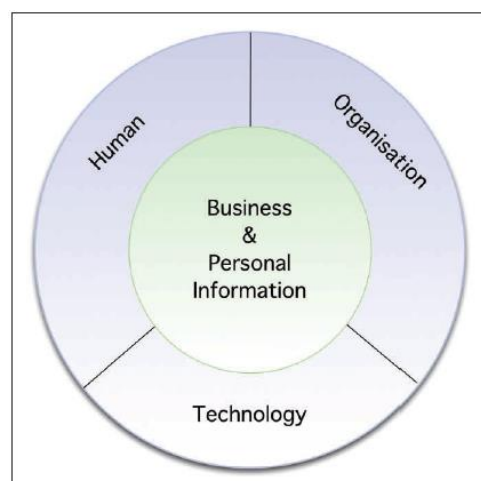 Human
Organisation
Business
&
Personal
Information
Technology